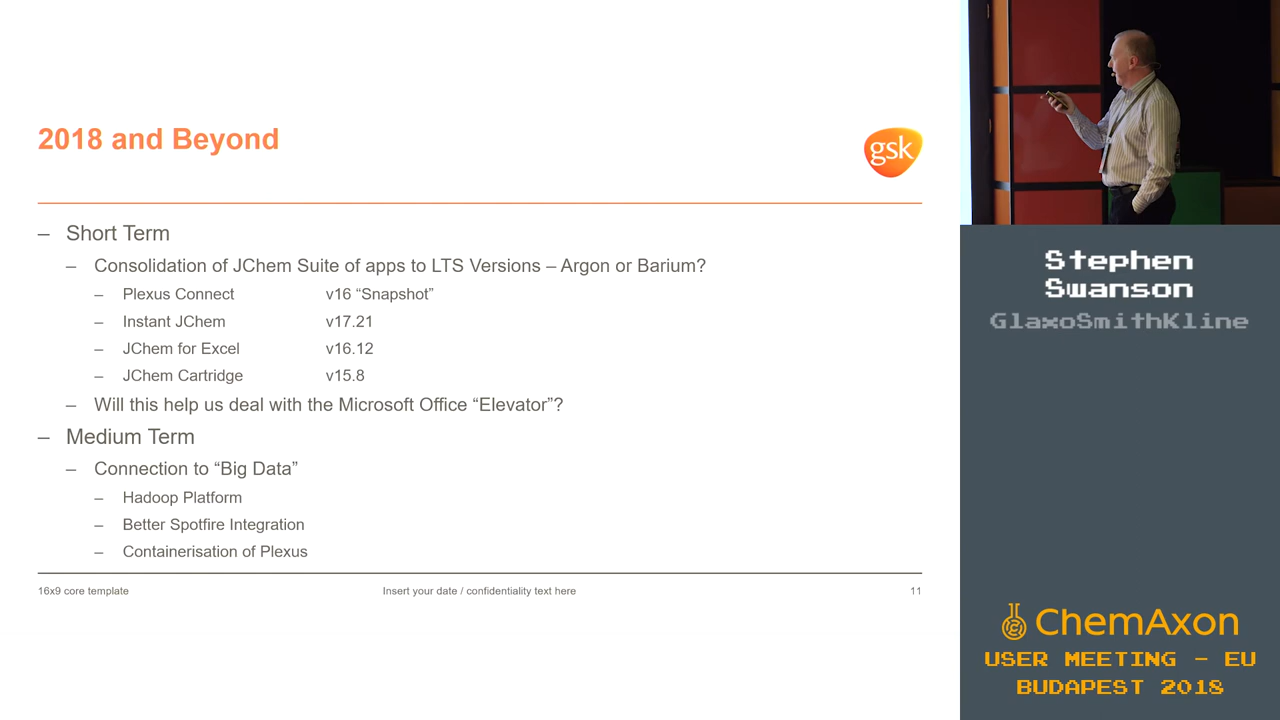 2018 and Beyond
gsk
– Short Term
– Consolidation of JChem Suite of apps to LTS Versions – Argon or Barium?
– Plexus Connect v16 “Snapshot”
– Instant JChem v17.21
– JChem for Excel v16.12
– JChem Cartridge v15.8
– Will this help us deal with the Microsoft Office “Elevator”?
– Medium Term
– Connection to “Big Data”
– Hadoop Platform
– Better Spotfire Integration
– Containerisation of Plexus
16x9 core template Insert your date / confidentiality text here 11
Stephen
Swanson
GlaxoSmithKline
ChemAxon
USER MEETING - EU
BUDAPEST 2018